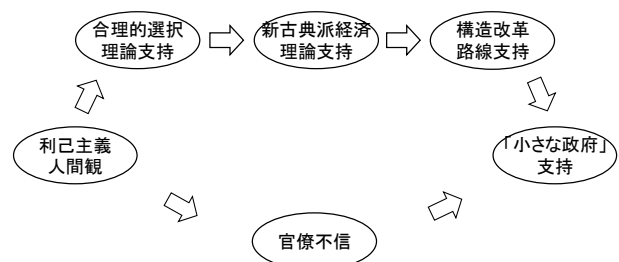 合理的選択
理論支持
新古典派経済
理論支持
構造改革
路線支持
利己主義
人間観
「小さな政府」
支持
官僚不信